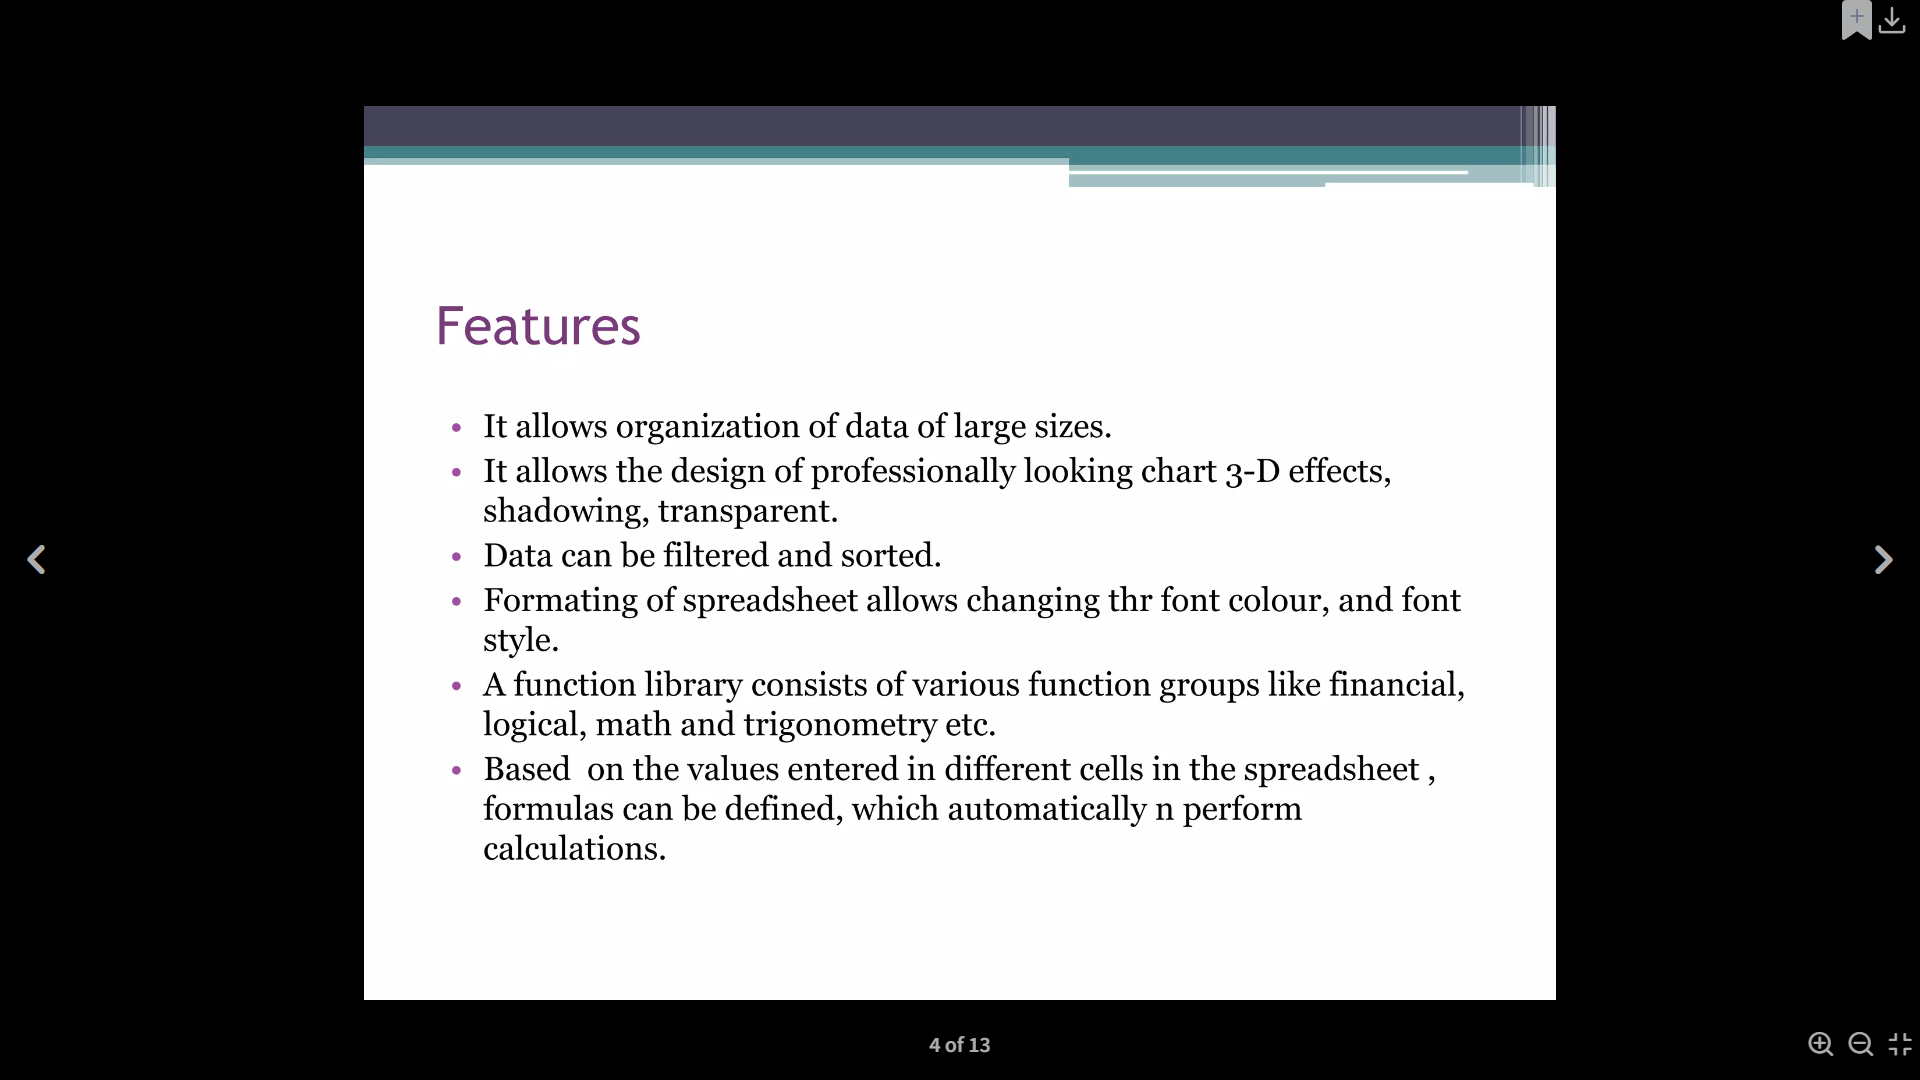 Features
• It allows organization of data of large sizes.
• It allows the design of professionally looking chart 3-D effects,
shadowing, transparent.
• Data can be filtered and sorted.
• Formating of spreadsheet allows changing thr font colour, and font
style.
• A function library consists of various function groups like financial,
logical, math and trigonometry etc.
• Based  on the values entered in different cells in the spreadsheet ,
formulas can be defined, which automatically n perform
calculations.
4 of 13